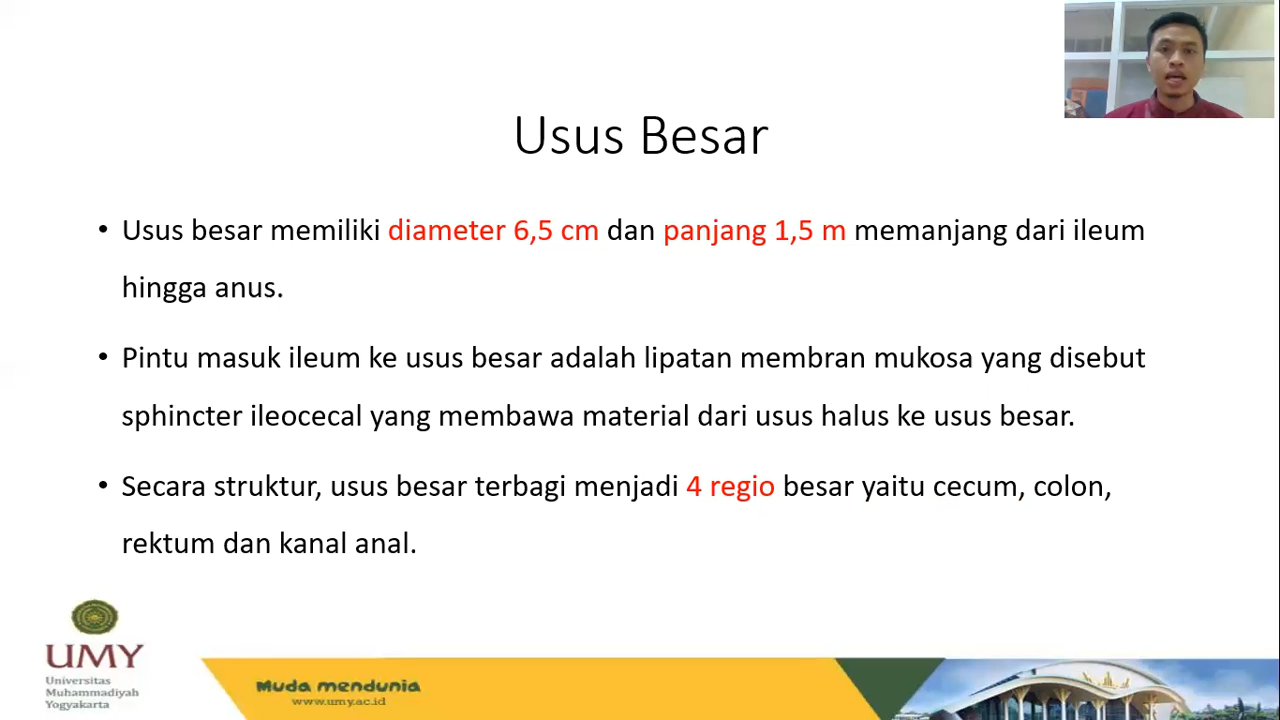 Usus Besar
• Usus besar memiliki diameter 6,5 cm dan panjang 1,5 m memanjang dari ileum
hingga anus.
• Pintu masuk ileum ke usus besar adalah lipatan membran mukosa yang disebut
sphincter ileocecal yang membawa material dari usus halus ke usus besar.
• Secara struktur, usus besar terbagi menjadi 4 regio besar yaitu cecum, colon,
rektum dan kanal anal.
UMY
Universitas
Muhammadiyah
Yogyakarta
Muda mendunia
www.umy.ac.id